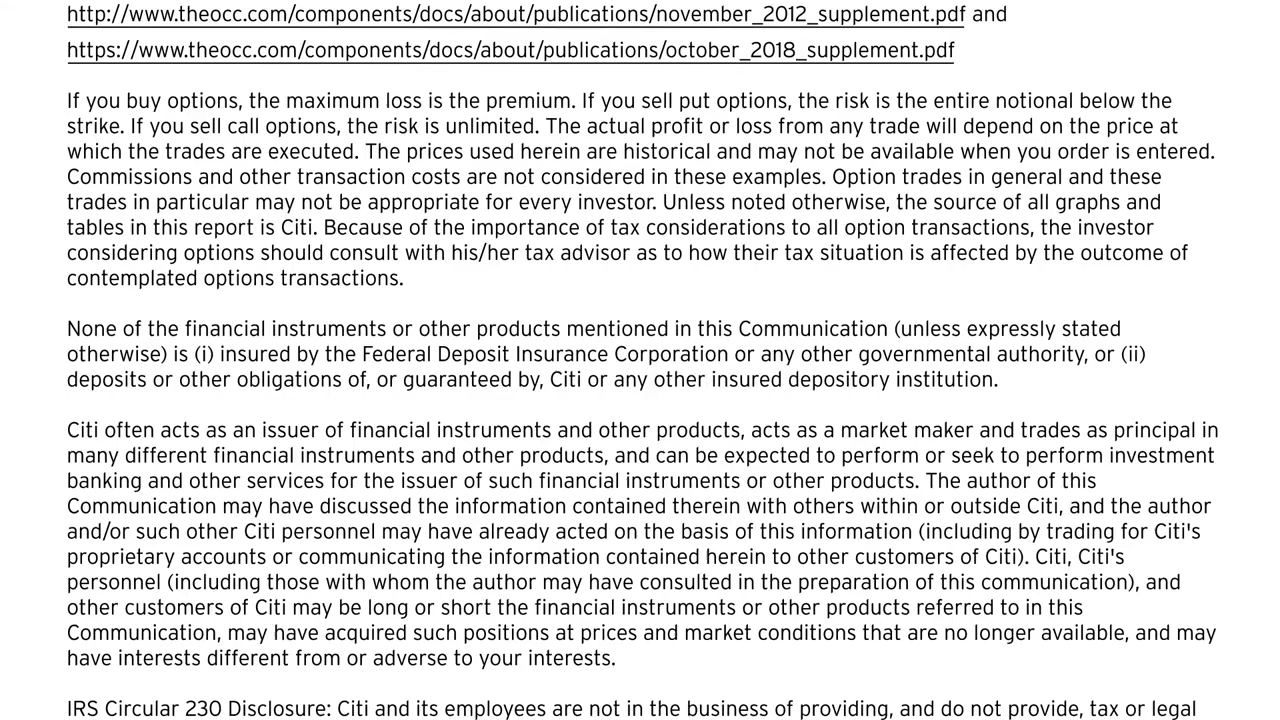 http://www.theocc.com/components/docs/about/publications/november_2012_supplement.pdf and
https://www.theocc.com/components/docs/about/publications/october_2018_supplement.pdf
If you buy options, the maximum loss is the premium. If you sell put options, the risk is the entire notional below the
strike. If you sell call options, the risk is unlimited. The actual profit or loss from any trade will depend on the price at
which the trades are executed. The prices used herein are historical and may not be available when you order is entered.
Commissions and other transaction costs are not considered in these examples. Option trades in general and these
trades in particular may not be appropriate for every investor. Unless noted otherwise, the source of all graphs and
tables in this report is Citi. Because of the importance of tax considerations to all option transactions, the investor
considering options should consult with his/her tax advisor as to how their tax situation is affected by the outcome of
contemplated options transactions.
None of the financial instruments or other products mentioned in this Communication (unless expressly stated
otherwise) is (i) insured by the Federal Deposit Insurance Corporation or any other governmental authority, or (ii)
deposits or other obligations of, or guaranteed by, Citi or any other insured depository institution.
Citi often acts as an issuer of financial instruments and other products, acts as a market maker and trades as principal in
many different financial instruments and other products, and can be expected to perform or seek to perform investment
banking and other services for the issuer of such financial instruments or other products. The author of this
Communication may have discussed the information contained therein with others within or outside Citi, and the author
and/or such other Citi personnel may have already acted on the basis of this information (including by trading for Citi's
proprietary accounts or communicating the information contained herein to other customers of Citi). Citi, Citi's
personnel (including those with whom the author may have consulted in the preparation of this communication), and
other customers of Citi may be long or short the financial instruments or other products referred to in this
Communication, may have acquired such positions at prices and market conditions that are no longer available, and may
have interests different from or adverse to your interests.
IRS Circular 230 Disclosure: Citi and its employees are not in the business of providing, and do not provide, tax or legal